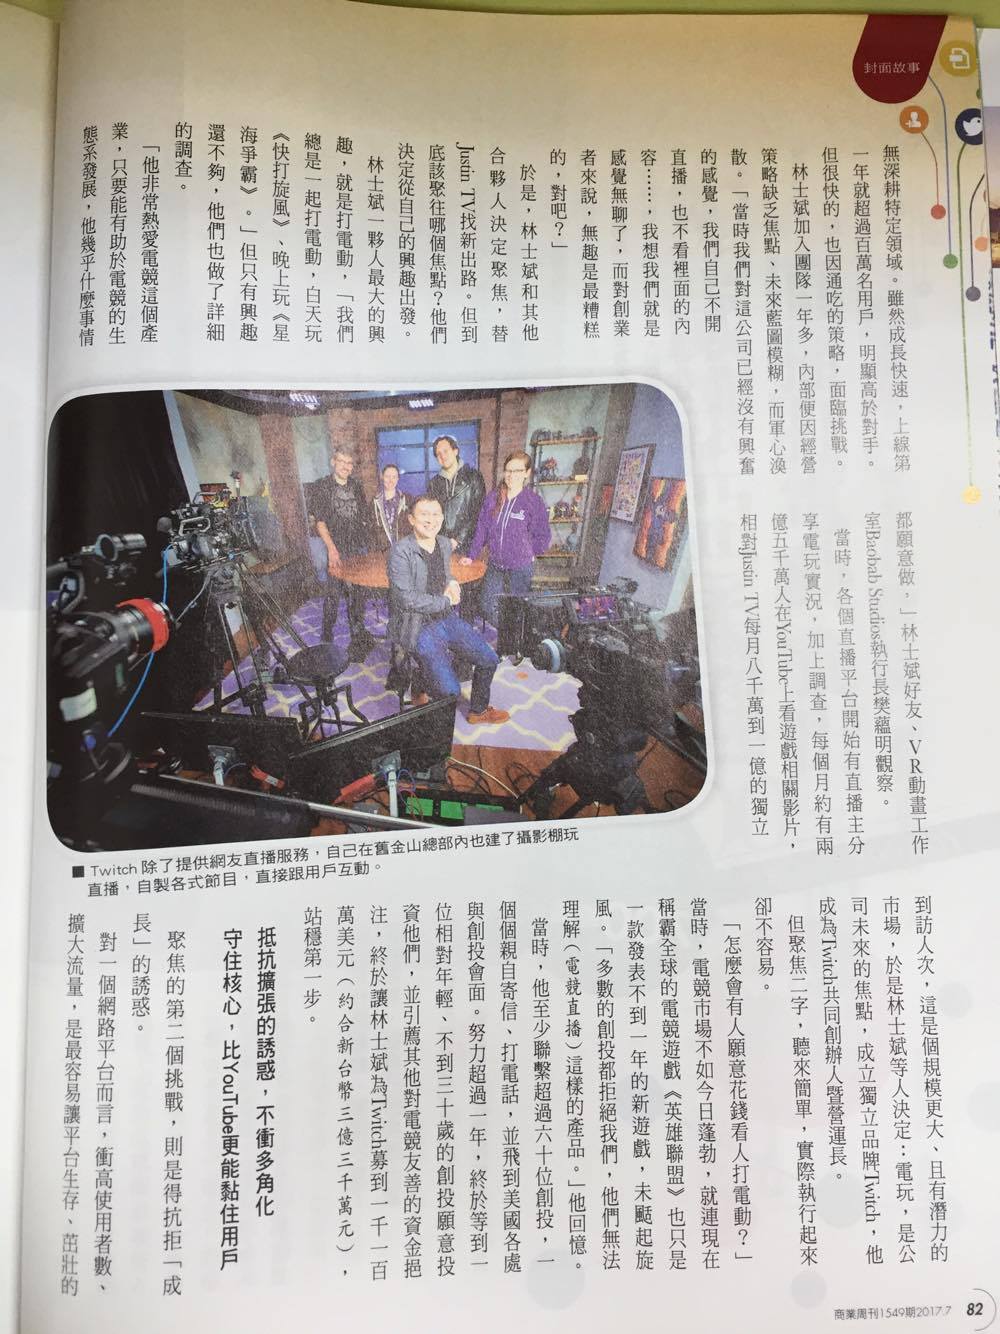 封面故事
無深耕特定領域。雖然成長快速，上線第
一年就超過百萬名用戶，明顯高於對手。
但很快的，也因通吃的策略，面臨挑戰。
林士斌加入團隊一年多，內部便因經營
策略缺乏焦點、未來藍圖模糊，而軍心渙
散。「當時我們對這公司已經沒有興奮
的感覺，我們自己不開
直播，也不看裡面的內
容……，我想我們就是
感覺無聊了，而對創業
者來說，無趣是最糟糕
的，對吧？」
於是，林士斌和其他
合夥人決定聚焦，替
Justin TV找新出路。但到
底該聚往哪個焦點？他們
決定從自己的興趣出發。
林士斌一夥人最大的興
趣，就是打電動，「我們
總是一起打電動，白天玩
《快打旋風》、晚上玩《星
海爭霸》。」但只有興趣
還不夠，他們也做了詳細
的調查。
「他非常熱愛電競這個產
業，只要能有助於電競的生
態系發展，他幾乎什麼事情
都願意做，」林士斌好友、VR動畫工作
室Baobab Studios執行長樊蘊明觀察。
當時，各個直播平台開始有直播主分
享電玩實況，加上調查，每個月約有兩
億五千萬人在YouTube上看遊戲相關影片，
相對Justin TV每月八千萬到一億的獨立
■ Twitch 除了提供網友直播服務，自己在舊金山總部內也建了攝影棚玩
直播，自製各式節目，直接跟用戶互動。
到訪人次，這是個規模更大、且有潛力的
市場，於是林士斌等人決定：電玩，是公
司未來的焦點，成立獨立品牌Twitch，他
成為Twitch共同創辦人暨營運長。
但聚焦二字，聽來簡單，實際執行起來
卻不容易。
「怎麼會有人願意花錢看人打電動？」
當時，電競市場不如今日蓬勃，就連現在
稱霸全球的電競遊戲《英雄聯盟》也只是
一款發表不到一年的新遊戲，未颳起旋
風。「多數的創投都拒絕我們，他們無法
理解（電競直播）這樣的產品。」他回憶。
當時，他至少聯繫超過六十位創投，一
個個親自寄信、打電話，並飛到美國各處
與創投會面。努力超過一年，終於等到一
位相對年輕、不到三十歲的創投願意投
資他們，並引薦其他對電競友善的資金挹
注，終於讓林士斌為Twitch募到一千一百
萬美元（約合新台幣三億三千萬元），
站穩第一步。
抵抗擴張的誘惑，不衝多角化
守住核心，比YouTube更能黏住用戶
聚焦的第二個挑戰，則是得抗拒「成
長」的誘惑。
對一個網路平台而言，衝高使用者數、
擴大流量，是最容易讓平台生存、茁壯的
商業周刊1549期2017.7 82